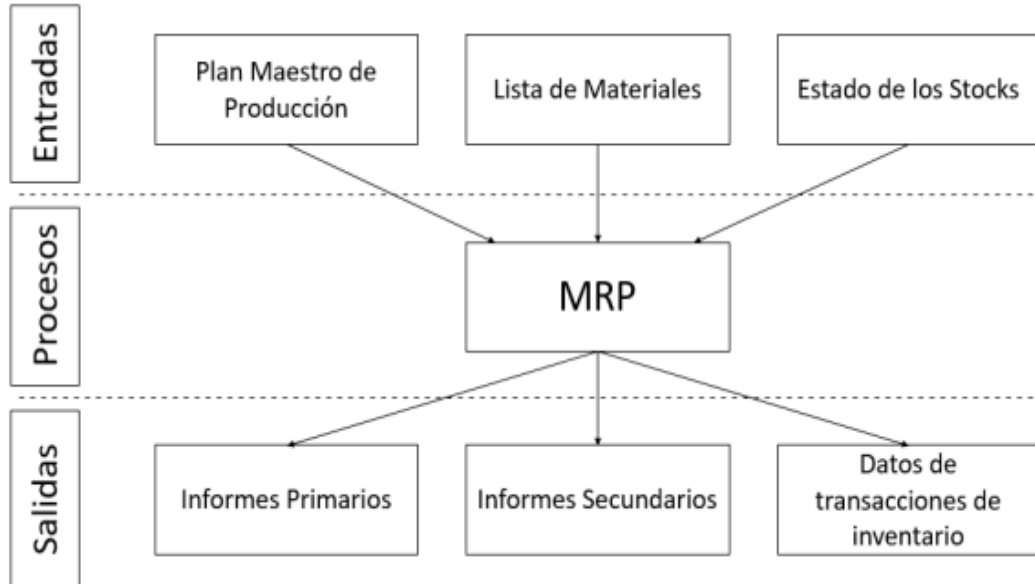 Entradas
Plan Maestro de
Producción
Lista de Materiales
Estado de los Stocks
Procesos
MRP
Salidas
Informes Primarios
Informes Secundarios
Datos de
transacciones de
inventario